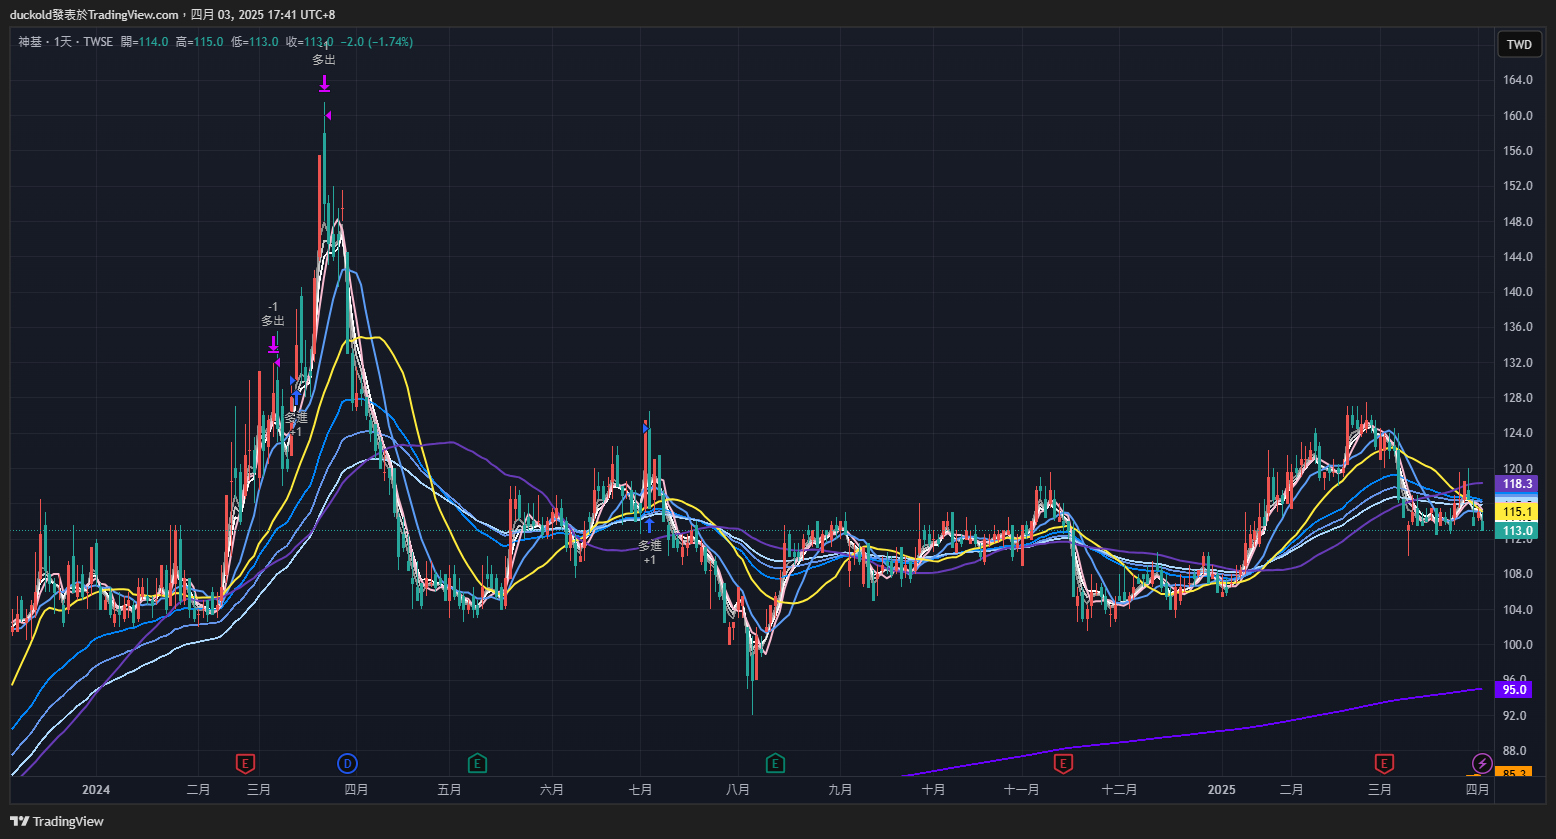 duckold發表於TradingView.com，四月 03, 2025 17:41 UTC+8
神基・1天・TWSE 開=114.0 高=115.0 低=113.0 收=113.0 −2.0 (−1.74%)
TWD
-1
多出
164.0
160.0
156.0
152.0
148.0
144.0
140.0
136.0
132.0
128.0
124.0
120.0
118.3
115.1
113.0
112.0
108.0
104.0
100.0
96.0
95.0
92.0
88.0
85.3
-1
多出
多進
+1
多進
+1
E
D
E
E
E
E
2024
二月
三月
四月
五月
六月
七月
八月
九月
十月
十一月
十二月
2025
二月
三月
四月
TradingView